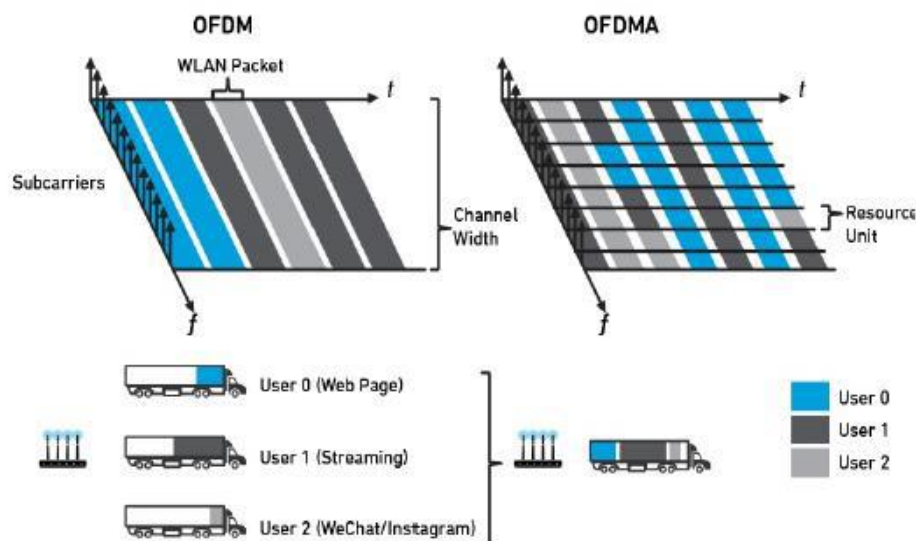 OFDM
OFDMA
WLAN Packet
t
t
Subcarriers
Channel
Width
Resource
Unit
f
f
User 0 (Web Page)
User 1 (Streaming)
User 2 (WeChat/Instagram)
User 0
User 1
User 2